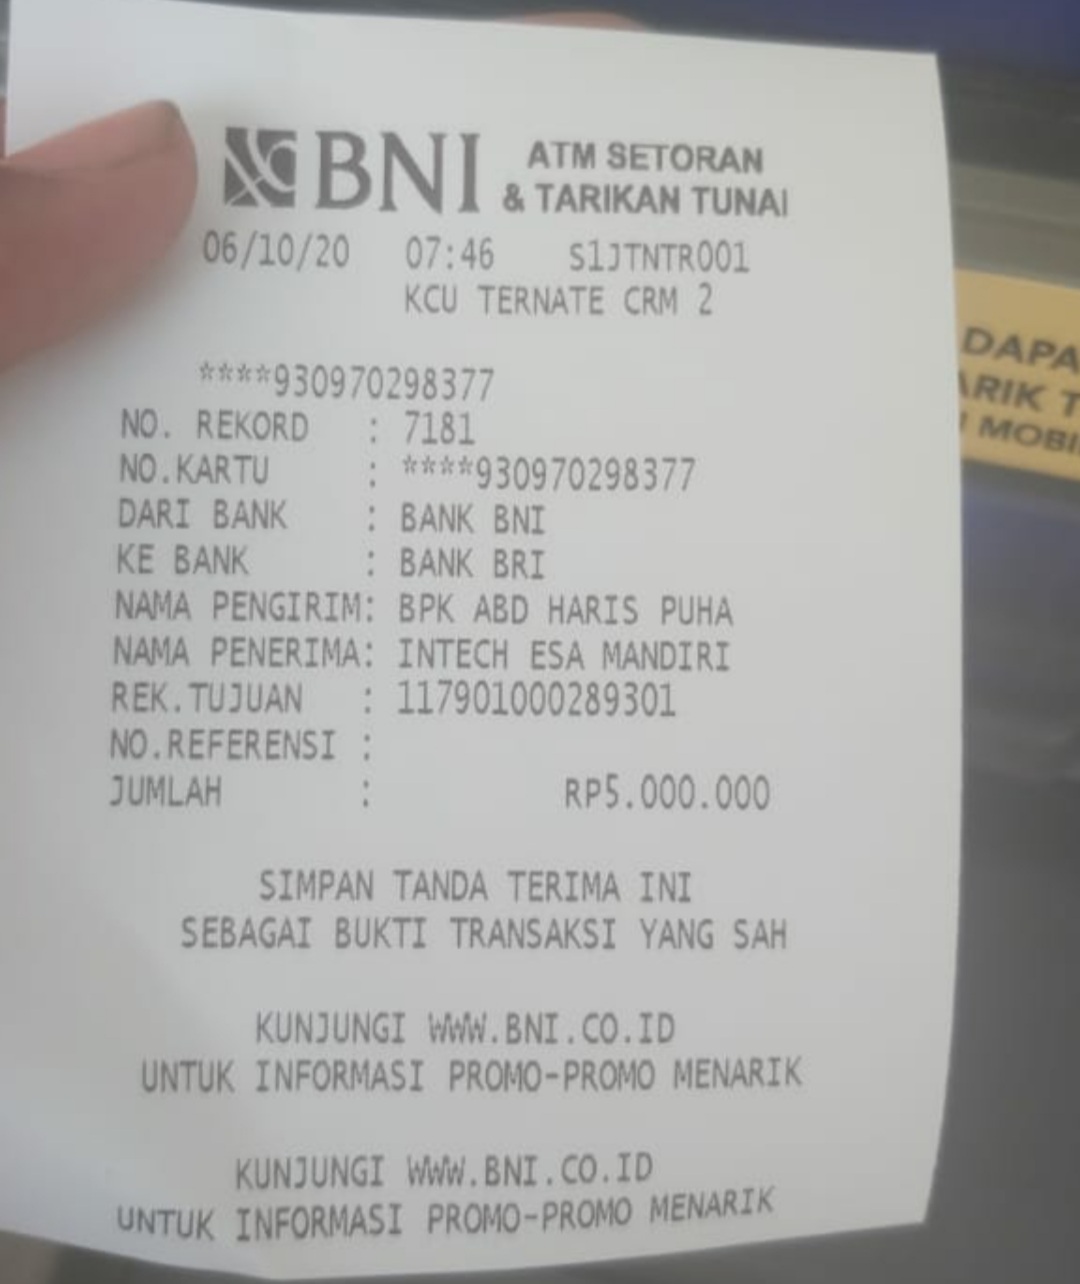 BNI ATM SETORAN
& TARIKAN TUNAI
06/10/20 07:46 S1JTNTR001
KCU TERNATE CRM 2
****930970298377
NO. REKORD : 7181
NO.KARTU : ****930970298377
DARI BANK : BANK BNI
KE BANK : BANK BRI
NAMA PENGIRIM: BPK ABD HARIS PUHA
NAMA PENERIMA: INTECH ESA MANDIRI
REK.TUJUAN : 117901000289301
NO.REFERENSI :
JUMLAH : RP5.000.000
SIMPAN TANDA TERIMA INI
SEBAGAI BUKTI TRANSAKSI YANG SAH
KUNJUNGI WWW.BNI.CO.ID
UNTUK INFORMASI PROMO-PROMO MENARIK
KUNJUNGI WWW.BNI.CO.ID
UNTUK INFORMASI PROMO-PROMO MENARIK
DAPA
ARIK T
MOBI